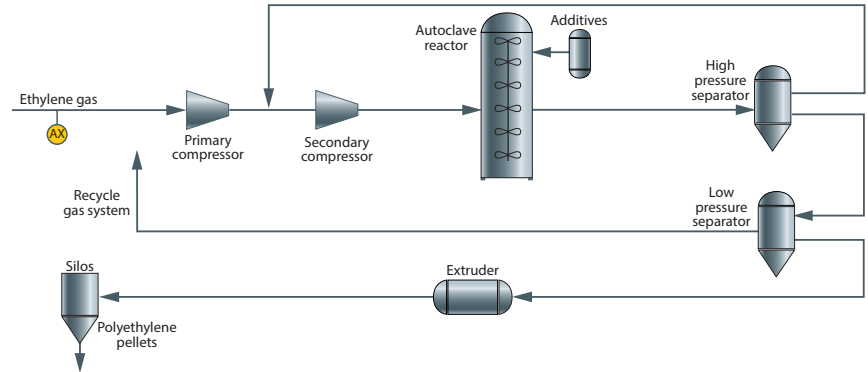 Ethylene gas
AX
Primary
compressor
Secondary
compressor
Autoclave
reactor
Additives
High
pressure
separator
Low
pressure
separator
Recycle
gas system
Extruder
Silos
Polyethylene
pellets